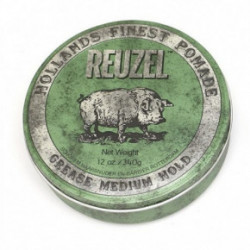 HOLLANDS FINEST POMADE
REUZEL
Net Weight
12 oz / 340g
GREASE MEDIUM HOLD